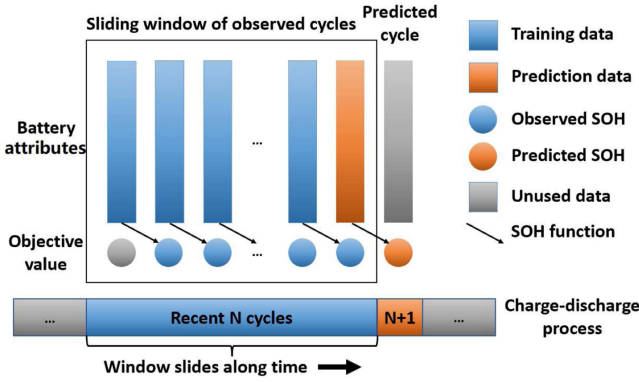 Sliding window of observed cycles
Predicted
cycle
Battery
attributes
...
Objective
value
...
Training data
Prediction data
Observed SOH
Predicted SOH
Unused data
SOH function
...
Recent N cycles
N+1
...
Charge-discharge
process
Window slides along time